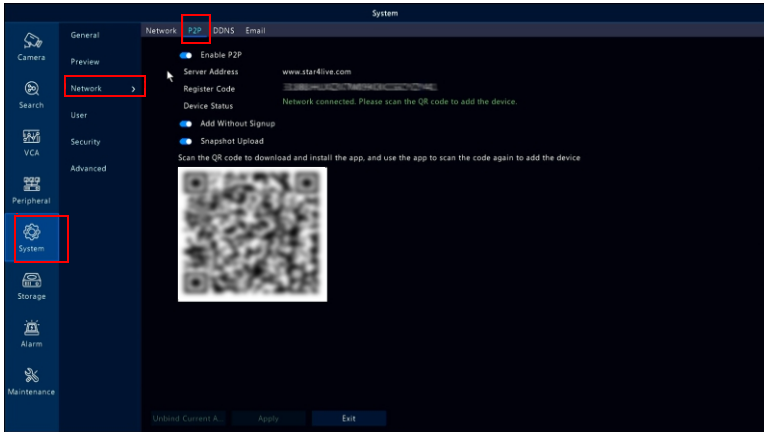 System
Camera
Search
VCA
Peripheral
System
Storage
Alarm
Maintenance
General
Preview
Network >
User
Security
Advanced
Network P2P DDNS Email
Enable P2P
Server Address www.star4live.com
Register Code
Device Status Network connected. Please scan the QR code to add the device.
Add Without Signup
Snapshot Upload
Scan the QR code to download and install the app, and use the app to scan the code again to add the device
Unbind Current A... Apply Exit